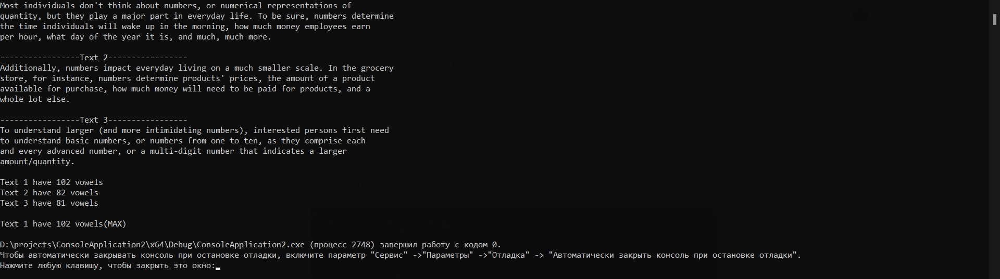 Most individuals don't think about numbers, or numerical representations of
quantity, but they play a major part in everyday life. To be sure, numbers determine
the time individuals will wake up in the morning, how much money employees earn
per hour, what day of the year it is, and much, much more.
-----------------Text 2-----------------
Additionally, numbers impact everyday living on a much smaller scale. In the grocery
store, for instance, numbers determine products' prices, the amount of a product
available for purchase, how much money will need to be paid for products, and a
whole lot else.
-----------------Text 3-----------------
To understand larger (and more intimidating numbers), interested persons first need
to understand basic numbers, or numbers from one to ten, as they comprise each
and every advanced number, or a multi-digit number that indicates a larger
amount/quantity.
Text 1 have 102 vowels
Text 2 have 82 vowels
Text 3 have 81 vowels
Text 1 have 102 vowels(MAX)
D:\projects\ConsoleApplication2\x64\Debug\ConsoleApplication2.exe (процесс 2748) завершил работу с кодом 0.
Чтобы автоматически закрывать консоль при остановке отладки, включите параметр "Сервис" ->"Параметры" ->"Отладка" -> "Автоматически закрыть консоль при остановке отладки".
Нажмите любую клавишу, чтобы закрыть это окно: